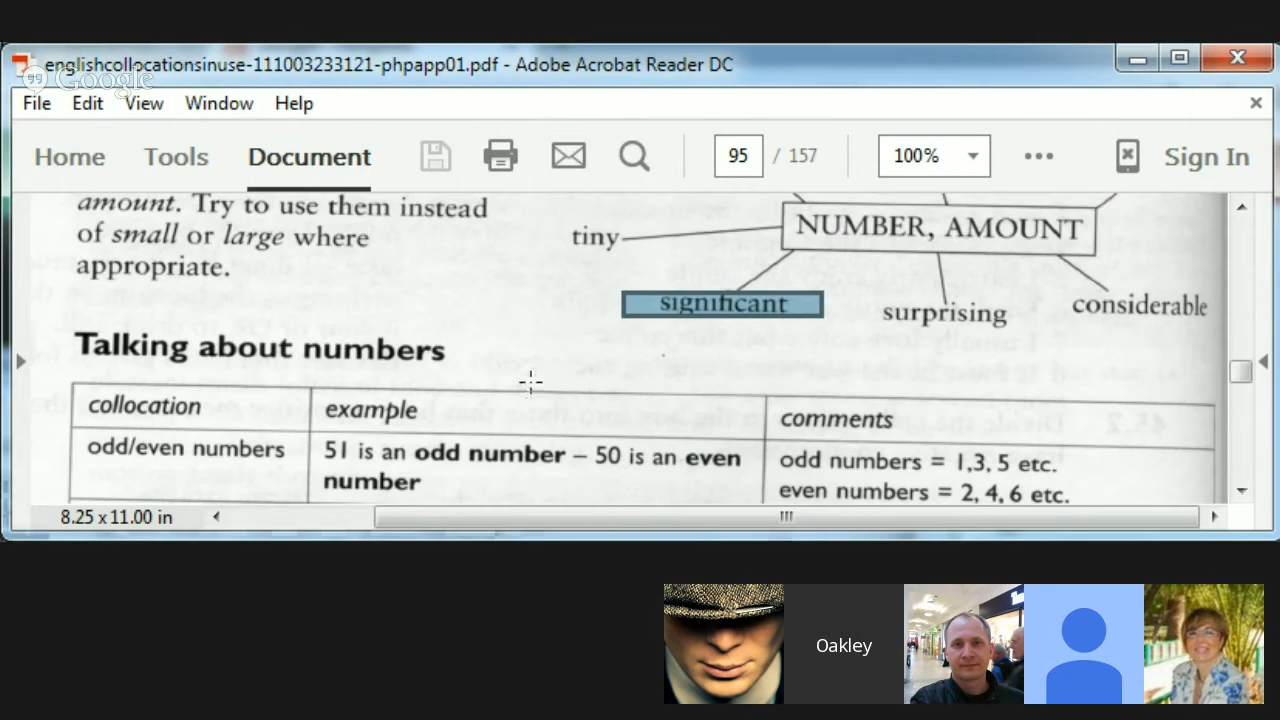 englishcollocationsinuse-111003233121-phpapp01.pdf - Adobe Acrobat Reader DC
Google
File Edit View Window Help
Home Tools Document 95 / 157 100% Sign In
amount. Try to use them instead
of small or large where
appropriate.
NUMBER, AMOUNT
tiny
significant
surprising
considerable
Talking about numbers
collocation example comments
odd/even numbers 51 is an odd number – 50 is an even
number
odd numbers = 1,3, 5 etc.
even numbers = 2, 4, 6 etc.
8.25 x 11.00 in
Oakley